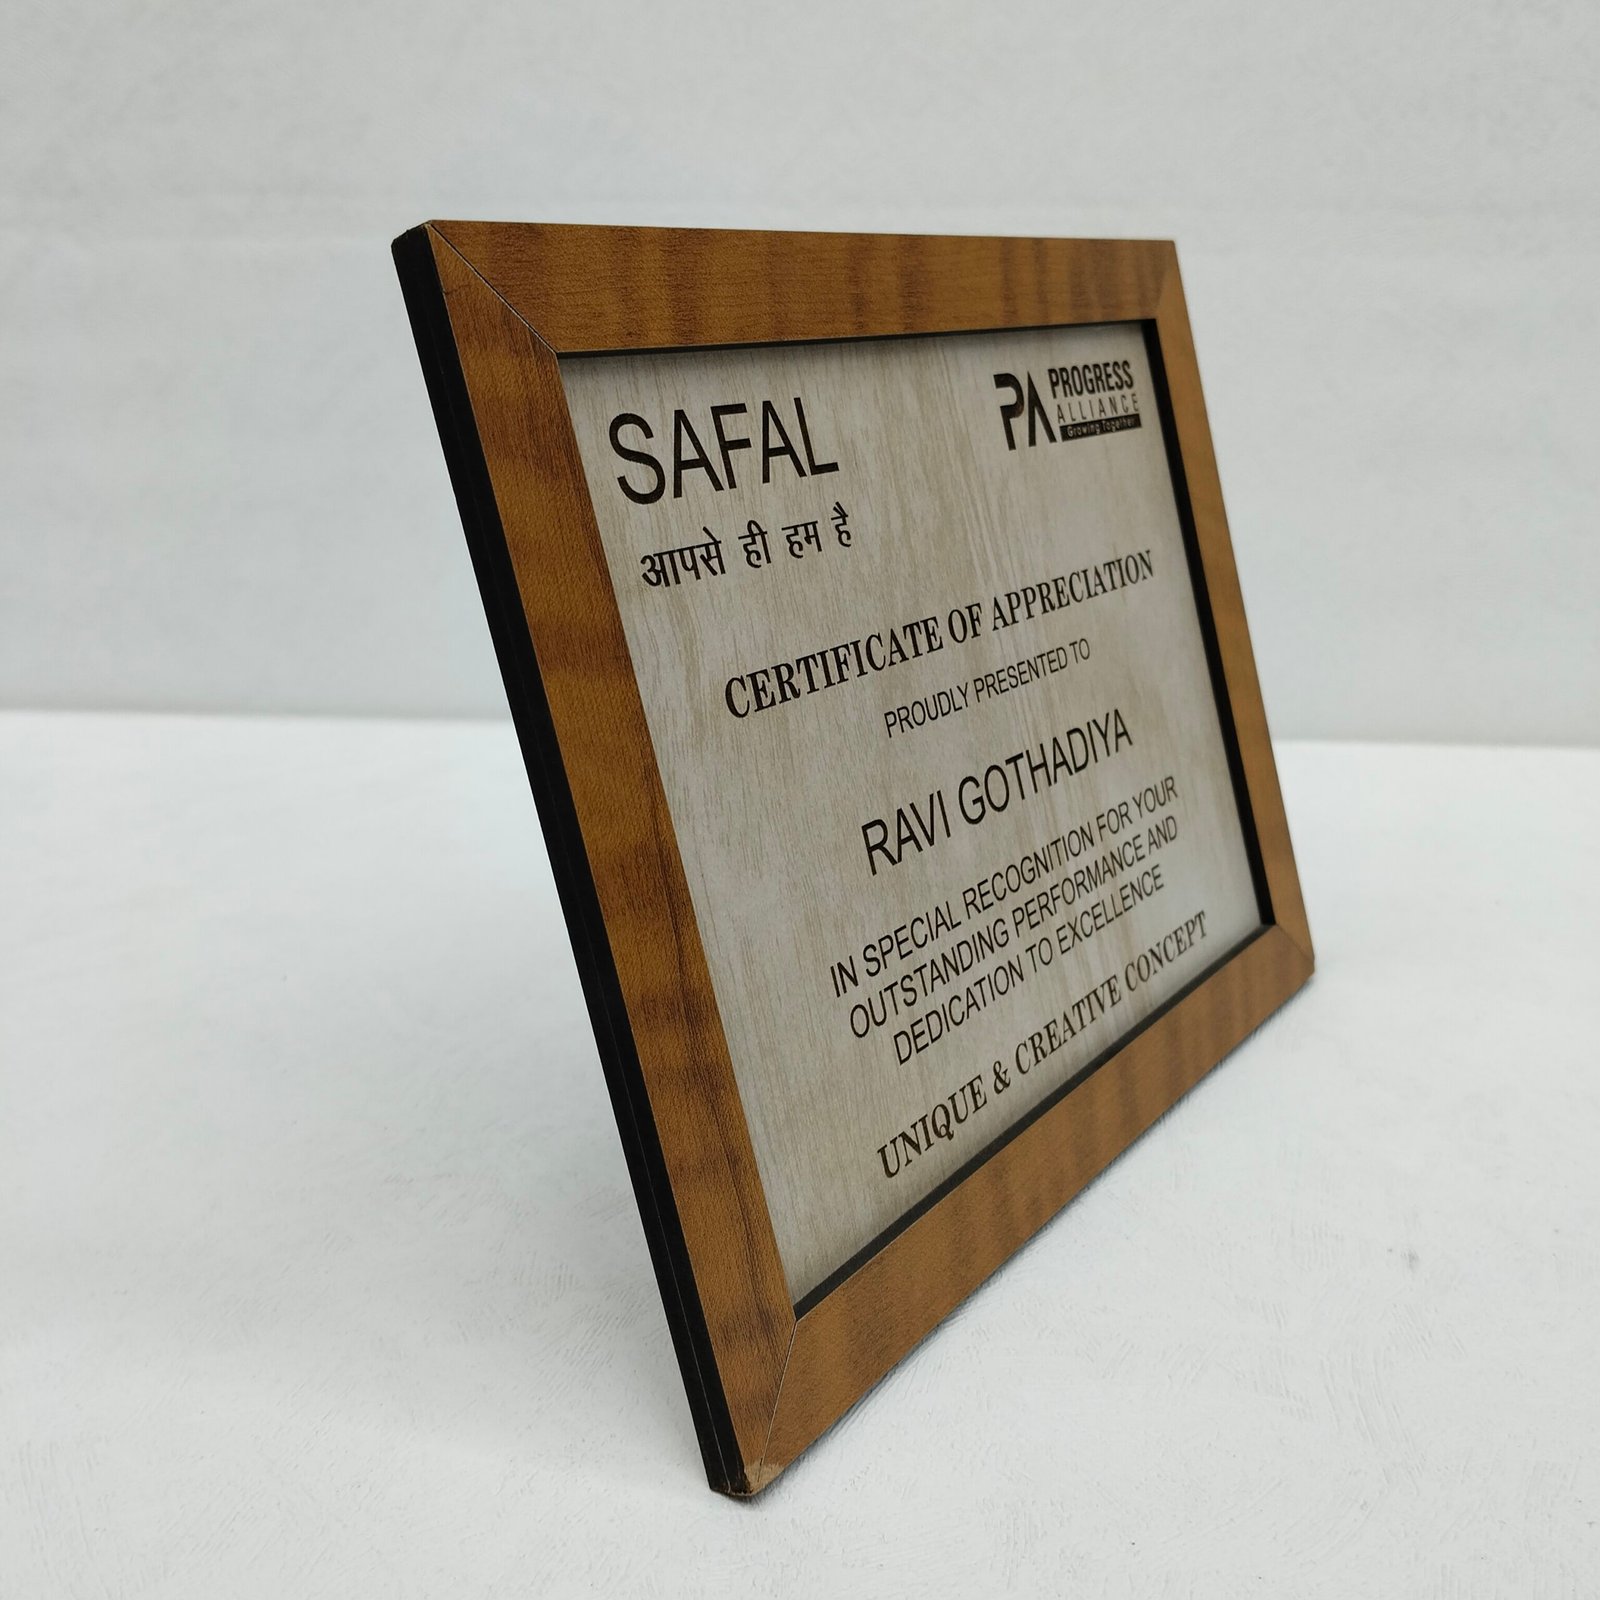 SAFAL
आपसे ही हम है
PA PROGRESS
ALLIANCE
Growing Together
CERTIFICATE OF APPRECIATION
PROUDLY PRESENTED TO
RAVI GOTHADIYA
IN SPECIAL RECOGNITION FOR YOUR
OUTSTANDING PERFORMANCE AND
DEDICATION TO EXCELLENCE
UNIQUE & CREATIVE CONCEPT